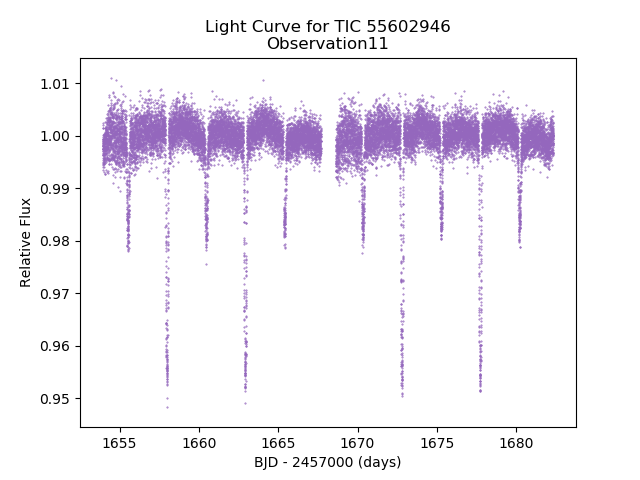 Light Curve for TIC 55602946
Observation11
1.01
1.00
0.99
0.98
0.97
0.96
0.95
Relative Flux
1655 1660 1665 1670 1675 1680
BJD - 2457000 (days)